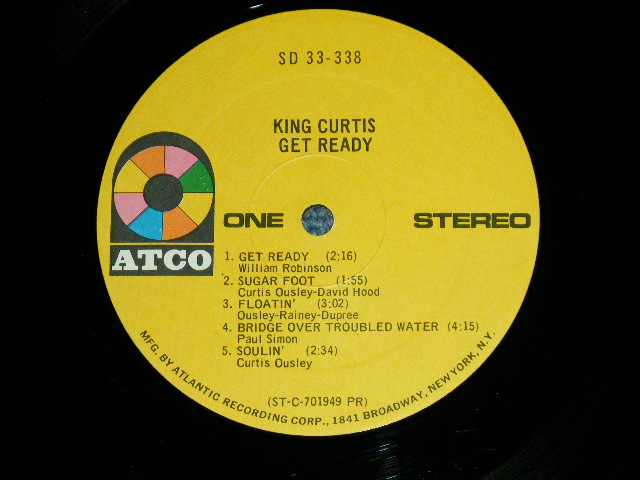 SD 33-338
KING CURTIS
GET READY
ATCO
ONE
STEREO
1. GET READY (2:16)
William Robinson
2. SUGAR FOOT (1:55)
Curtis Ousley-David Hood
3. FLOATIN' (3:02)
Ousley-Rainey-Dupree
4. BRIDGE OVER TROUBLED WATER (4:15)
Paul Simon
5. SOULIN' (2:34)
Curtis Ousley
(ST-C-701949 PR)
MFG. BY ATLANTIC RECORDING CORP., 1841 BROADWAY, NEW YORK, N.Y.